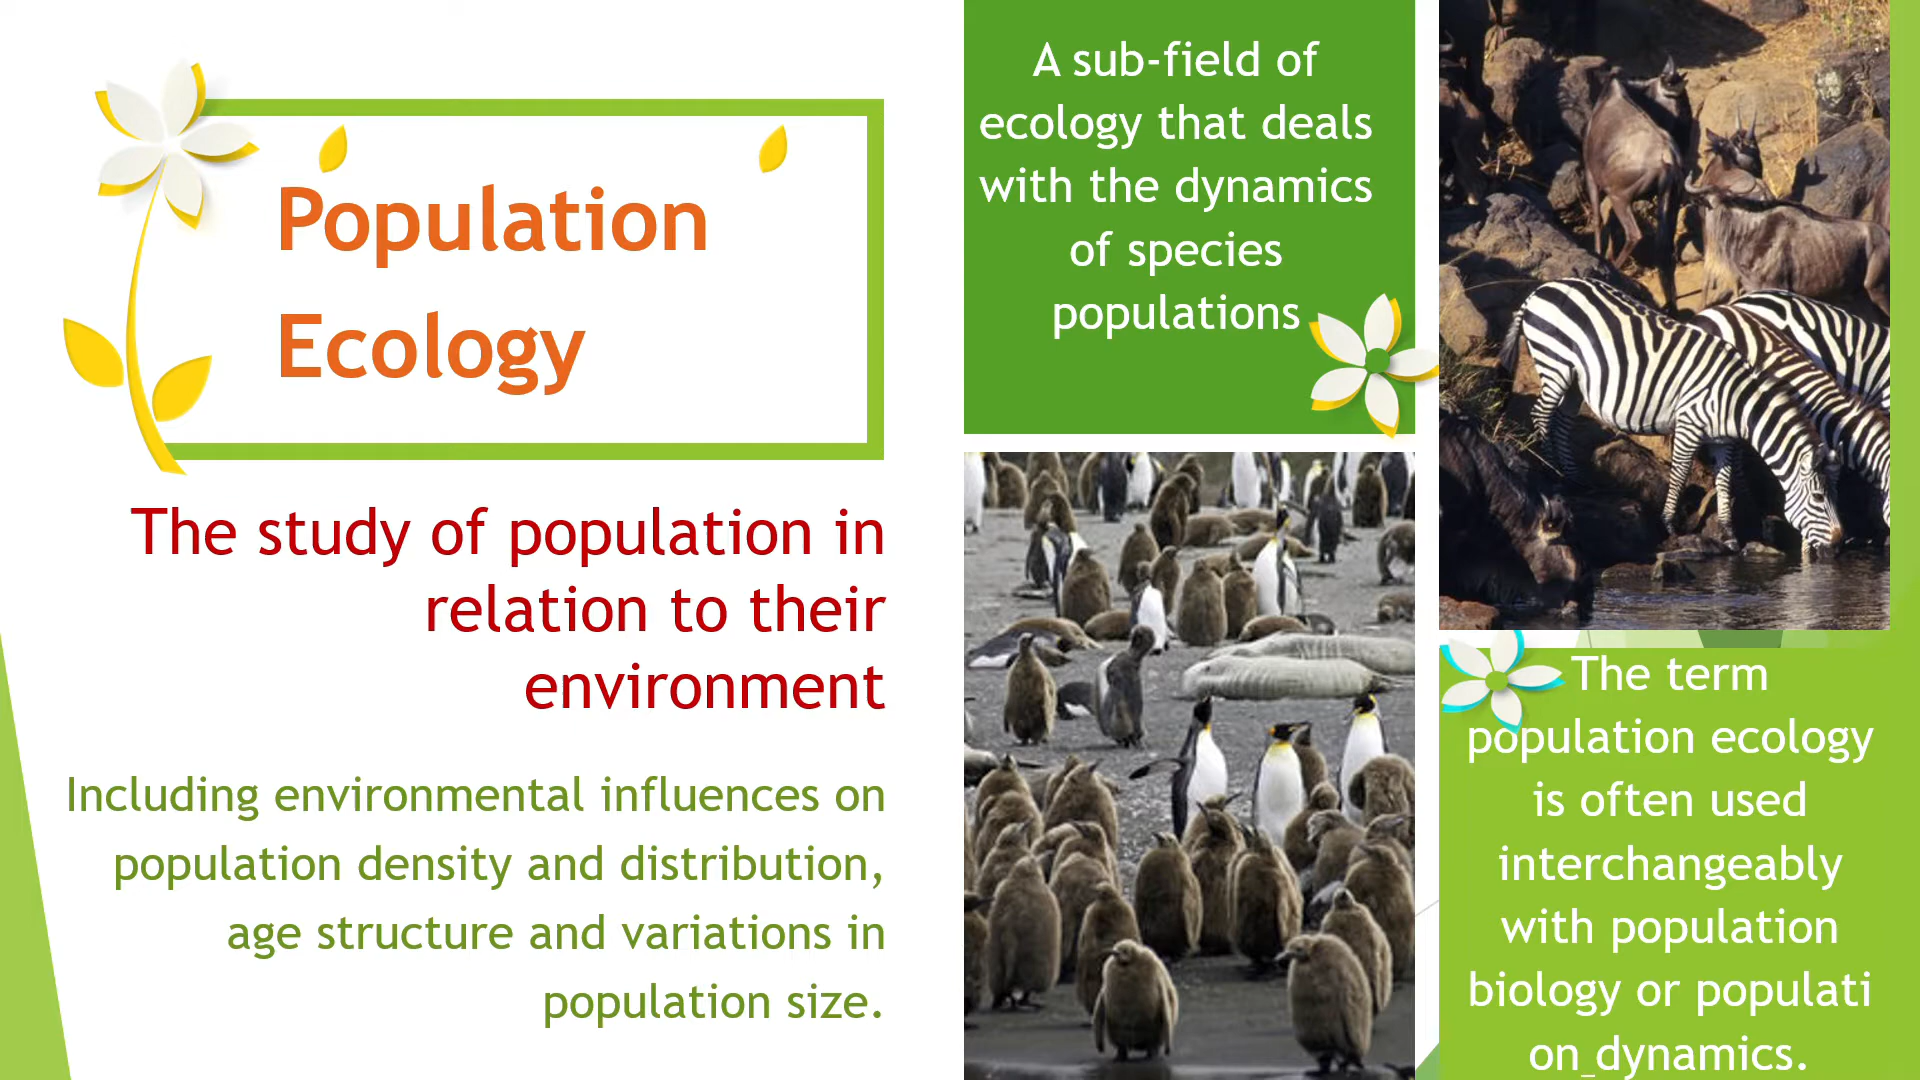 Population
Ecology
The study of population in
relation to their
environment
Including environmental influences on
population density and distribution,
age structure and variations in
population size.
A sub-field of
ecology that deals
with the dynamics
of species
populations
The term
population ecology
is often used
interchangeably
with population
biology or populati
on_dynamics.